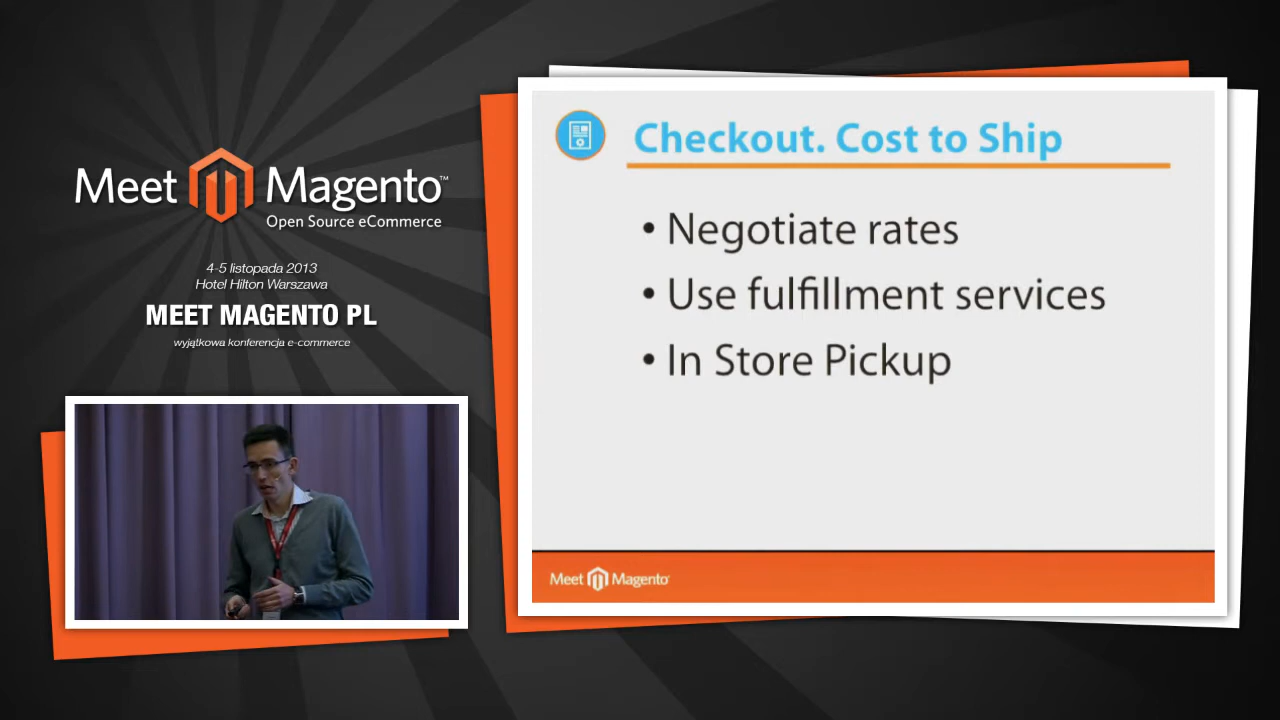 Meet Magento™
Open Source eCommerce
4-5 listopada 2013
Hotel Hilton Warszawa
MEET MAGENTO PL
wyjątkowa konferencja e-commerce
Checkout. Cost to Ship
• Negotiate rates
• Use fulfillment services
• In Store Pickup
Meet Magento